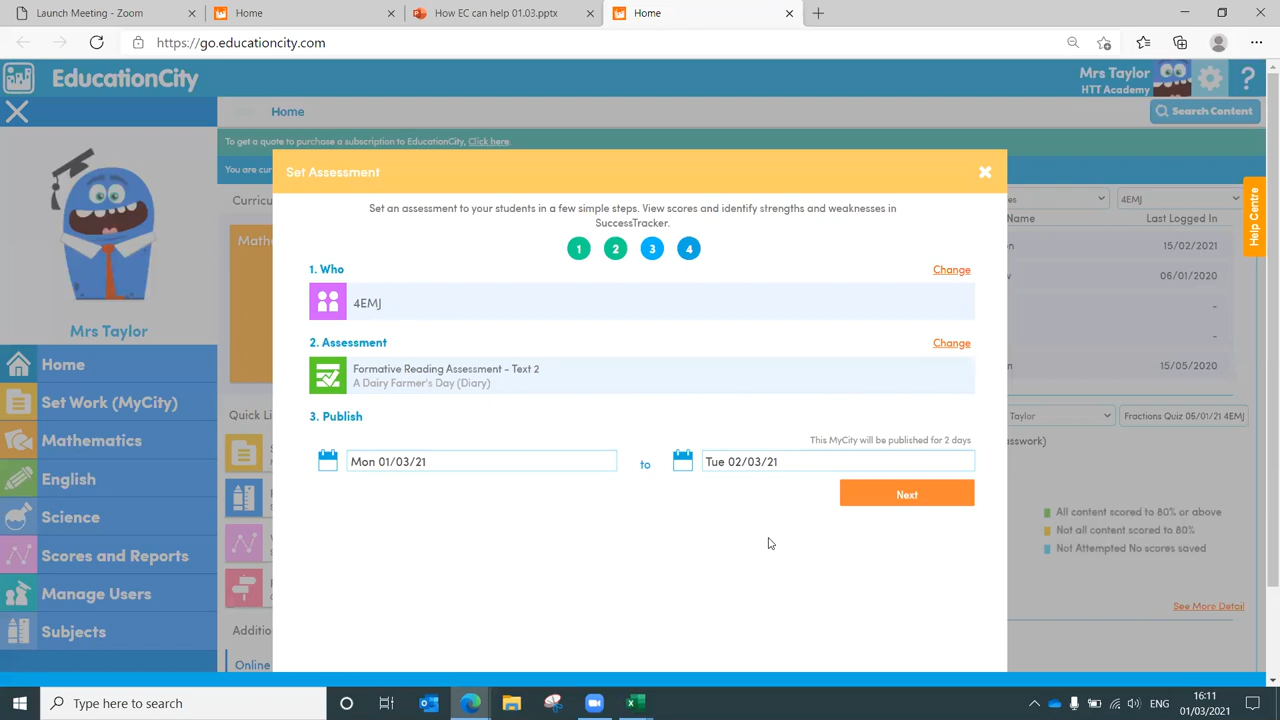 Launch Meeting - Zoom
Home
How EC can help 01.03.pptx
Home
https://go.educationcity.com
EducationCity
Mrs Taylor
HTT Academy
?
Home
Search Content
To get a quote to purchase a subscription to EducationCity, Click here.
You are cur
Set Assessment
Set an assessment to your students in a few simple steps. View scores and identify strengths and weaknesses in
SuccessTracker.
1 2 3 4
1. Who
Change
4EMJ
2. Assessment
Change
Formative Reading Assessment - Text 2
A Dairy Farmer's Day (Diary)
3. Publish
This MyCity will be published for 2 days
Mon 01/03/21
to
Tue 02/03/21
Next
Mrs Taylor
Home
Set Work (MyCity)
Mathematics
English
Science
Scores and Reports
Manage Users
Subjects
Curricu
Math
Quick Li
Additio
Online
es
4EMJ
Name
Last Logged In
on
15/02/2021
w
06/01/2020
-
-
15/05/2020
Taylor
Fractions Quiz 05/01/21 4EMJ
sswork)
All content scored to 80% or above
Not all content scored to 80%
Not Attempted No scores saved
See More Detail
Help Centre
Type here to search
ENG
16:11
01/03/2021